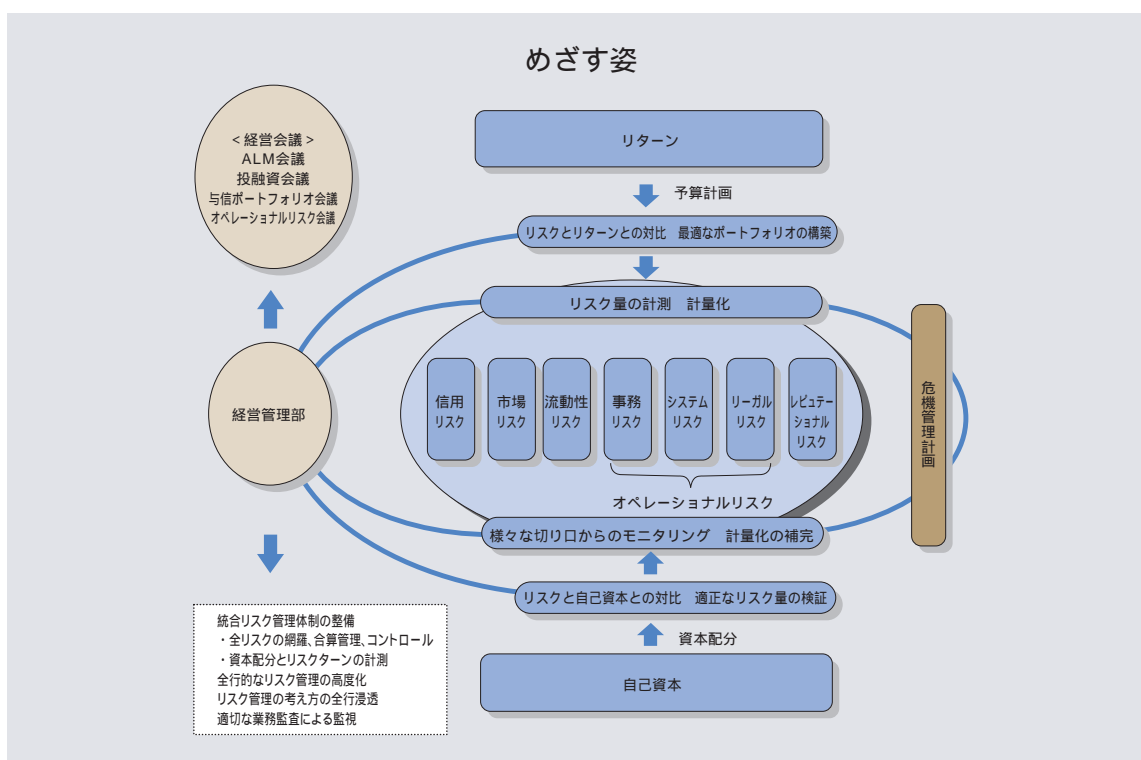 めざす姿
<経営会議>
ALM会議
投融資会議
与信ポートフォリオ会議
オペレーショナルリスク会議
リターン
予算計画
リスクとリターンとの対比 最適なポートフォリオの構築
リスク量の計測 計量化
経営管理部
信用
リスク
市場
リスク
流動性
リスク
事務
リスク
システム
リスク
リーガル
リスク
レピュテー
ショナル
リスク
オペレーショナルリスク
危機管理計画
様々な切り口からのモニタリング 計量化の補完
リスクと自己資本との対比 適正なリスク量の検証
資本配分
自己資本
統合リスク管理体制の整備
・全リスクの網羅、合算管理、コントロール
・資本配分とリスクターンの計測
全行的なリスク管理の高度化
リスク管理の考え方の全行浸透
適切な業務監査による監視